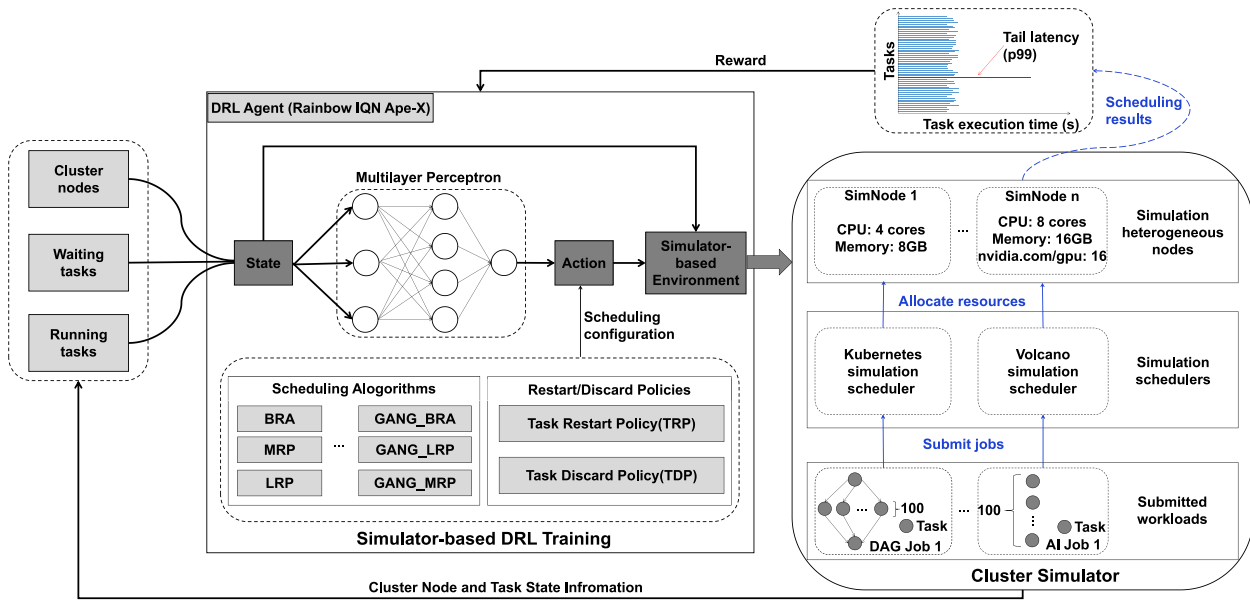 Tasks
Tail latency
(p99)
Task execution time (s)
Reward
Scheduling
results
DRL Agent (Rainbow IQN Ape-X)
Cluster
nodes
Waiting
tasks
Running
tasks
State
Multilayer Perceptron
Action
Simulator-
based
Environment
Scheduling
configuration
Scheduling Alogorithms
BRA
GANG_BRA
MRP
...
GANG_LRP
LRP
GANG_MRP
Restart/Discard Policies
Task Restart Policy(TRP)
Task Discard Policy(TDP)
Simulator-based DRL Training
SimNode 1
CPU: 4 cores
Memory: 8GB
...
SimNode n
CPU: 8 cores
Memory: 16GB
nvidia.com/gpu: 16
Simulation
heterogeneous
nodes
Allocate resources
Kubernetes
simulation
scheduler
Volcano
simulation
scheduler
Simulation
schedulers
Submit jobs
...
100
Task
DAG Job 1
...
100
...
Task
AI Job 1
Submitted
workloads
Cluster Simulator
Cluster Node and Task State Infromation